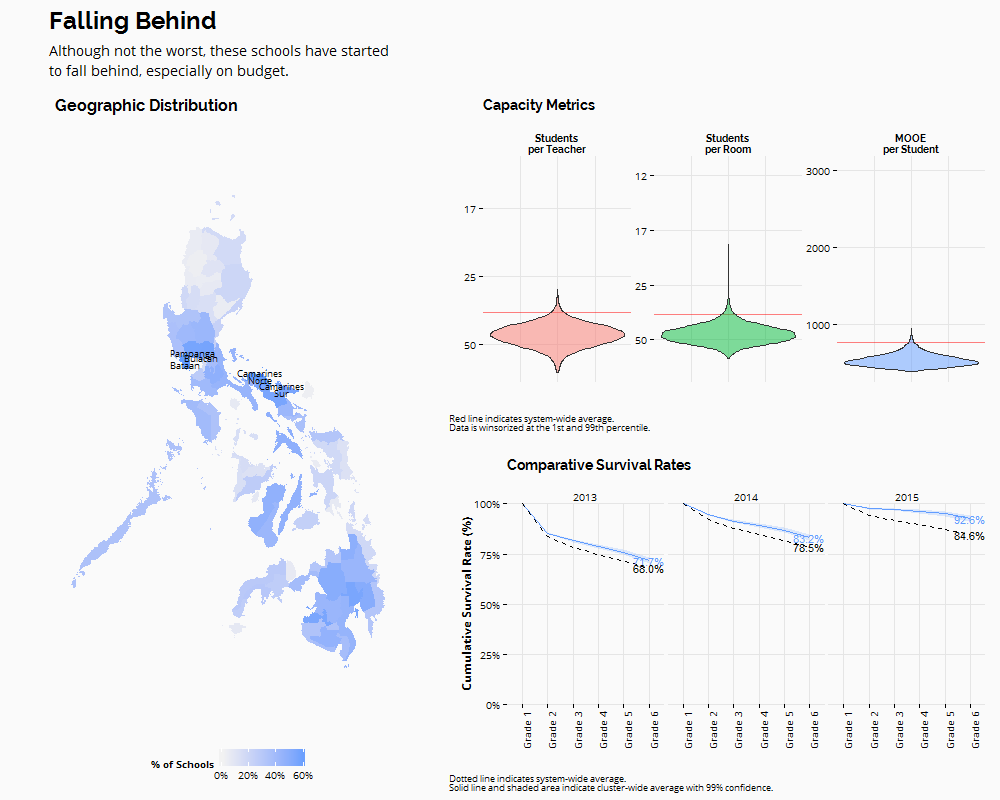 Falling Behind
Although not the worst, these schools have started
to fall behind, especially on budget.
Geographic Distribution
Pampanga
Bulacan
Bataan
Camarines
Norte
Camarines
Sur
% of Schools
0% 20% 40% 60%
Capacity Metrics
Students
per Teacher
17
25
50
Students
per Room
12
17
25
50
MOOE
per Student
3000
2000
1000
Red line indicates system-wide average.
Data is winsorized at the 1st and 99th percentile.
Comparative Survival Rates
Cumulative Survival Rate (%)
100%
75%
50%
25%
0%
2013
68.0%
Grade 1
Grade 2
Grade 3
Grade 4
Grade 5
Grade 6
2014
83.2%
78.5%
Grade 1
Grade 2
Grade 3
Grade 4
Grade 5
Grade 6
2015
92.6%
84.6%
Grade 1
Grade 2
Grade 3
Grade 4
Grade 5
Grade 6
Dotted line indicates system-wide average.
Solid line and shaded area indicate cluster-wide average with 99% confidence.